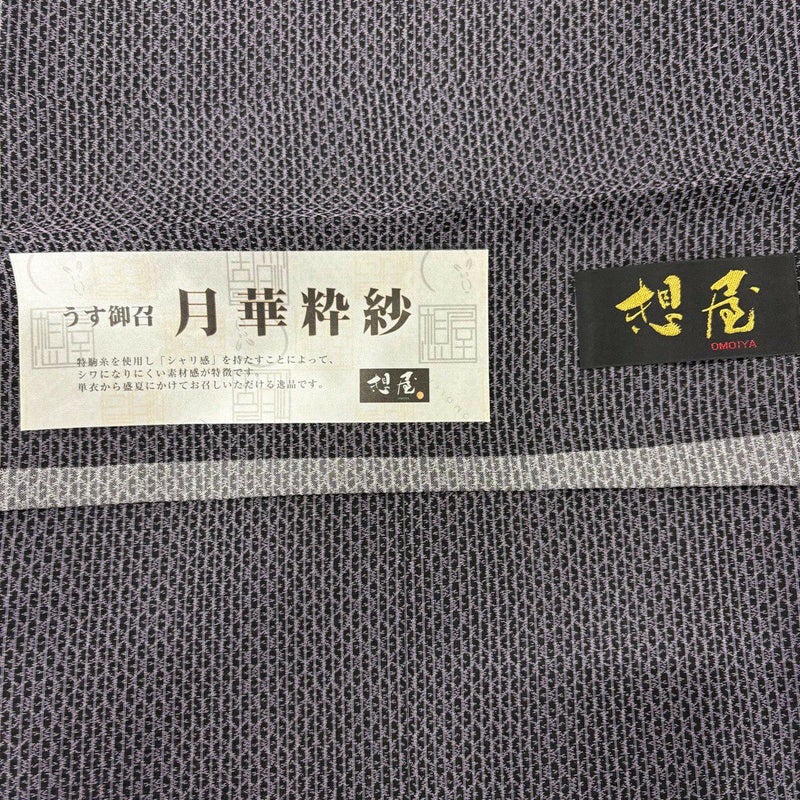 うす御召 月華粋紗
特駒糸を使用し「シャリ感」を持たすことによって、
シワになりにくい素材感が特徴です。
単衣から盛夏にかけてお召しいただける逸品です。
想屋
想屋
OMOIYA